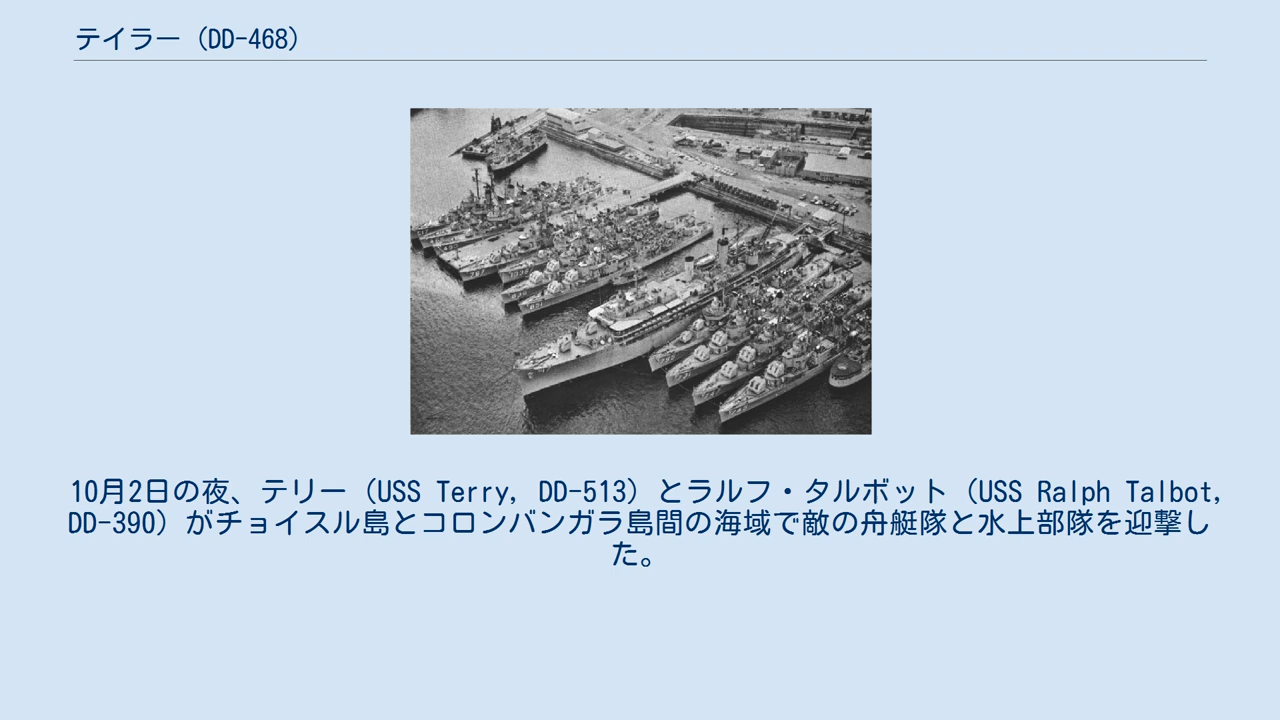 テイラー（DD-468）
10月2日の夜、テリー（USS Terry, DD-513）とラルフ・タルボット（USS Ralph Talbot,
DD-390）がチョイスル島とコロンバンガラ島間の海域で敵の舟艇隊と水上部隊を迎撃し
た。